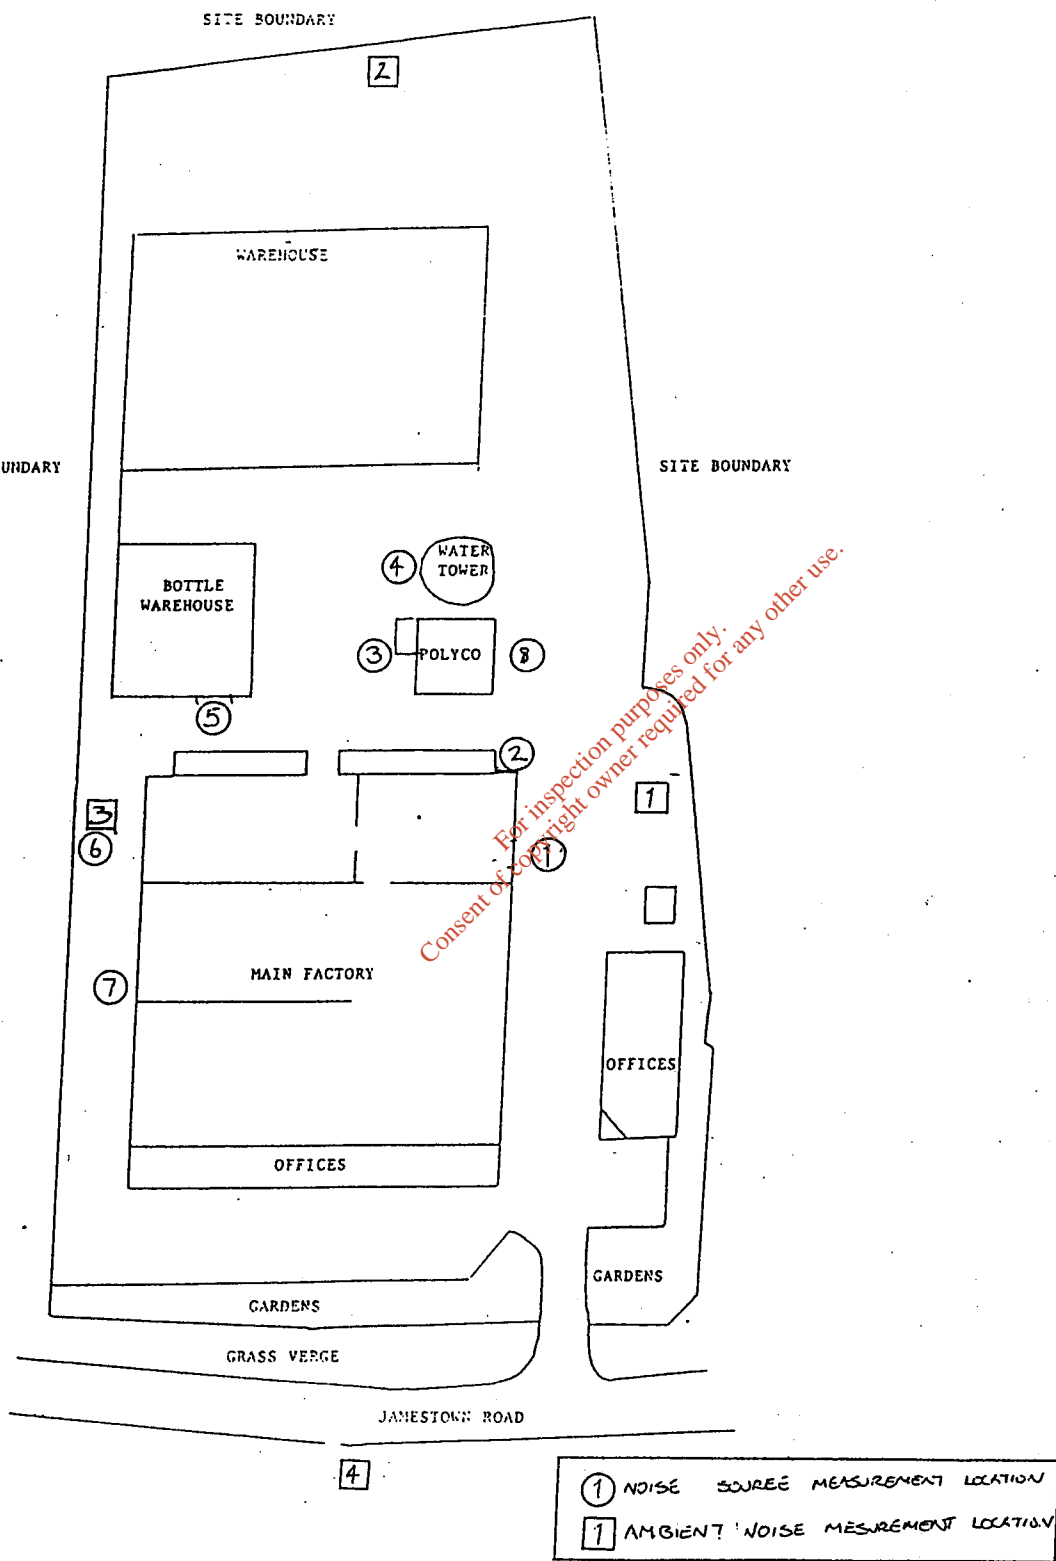 SITE BOUNDARY
2
WAREHOUSE
UNDARY
SITE BOUNDARY
WATER
TOWER
4
BOTTLE
WAREHOUSE
3
POLYCO
8
5
2
1
3
6
1
For inspection purposes only.
Consent of copyright owner required for any other use.
MAIN FACTORY
7
OFFICES
OFFICES
GARDENS
GARDENS
GRASS VERGE
JAMESTOWN ROAD
4
1 NOISE SOUREE MEASUREMENT LOCATION
1 AMBIENT NOISE MESUREMENT LOCATION